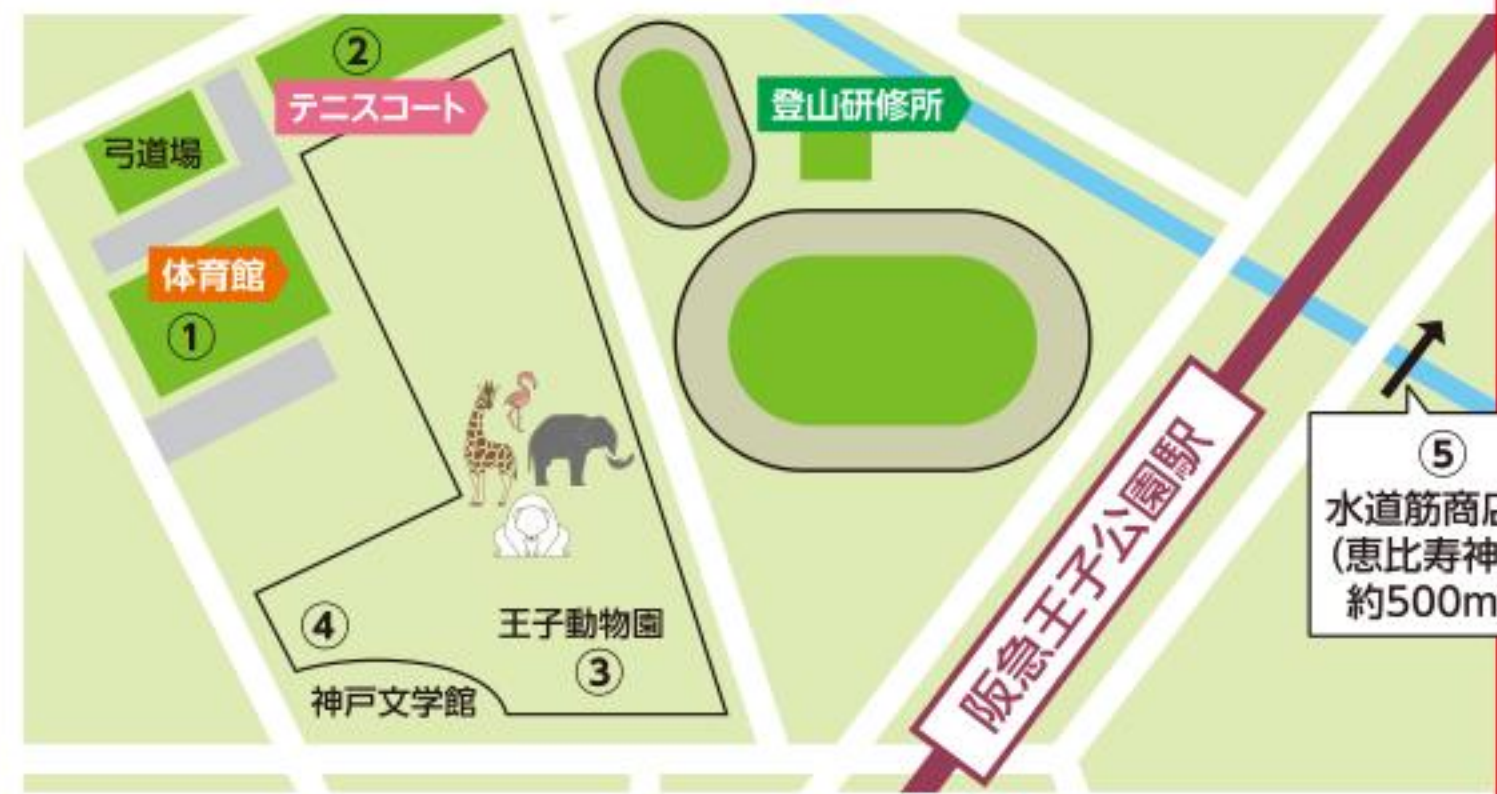 ②
テニスコート
登山研修所
弓道場
体育館
①
阪急王子公園駅
⑤
水道筋商
(恵比寿神
約500m
④
王子動物園
③
神戸文学館